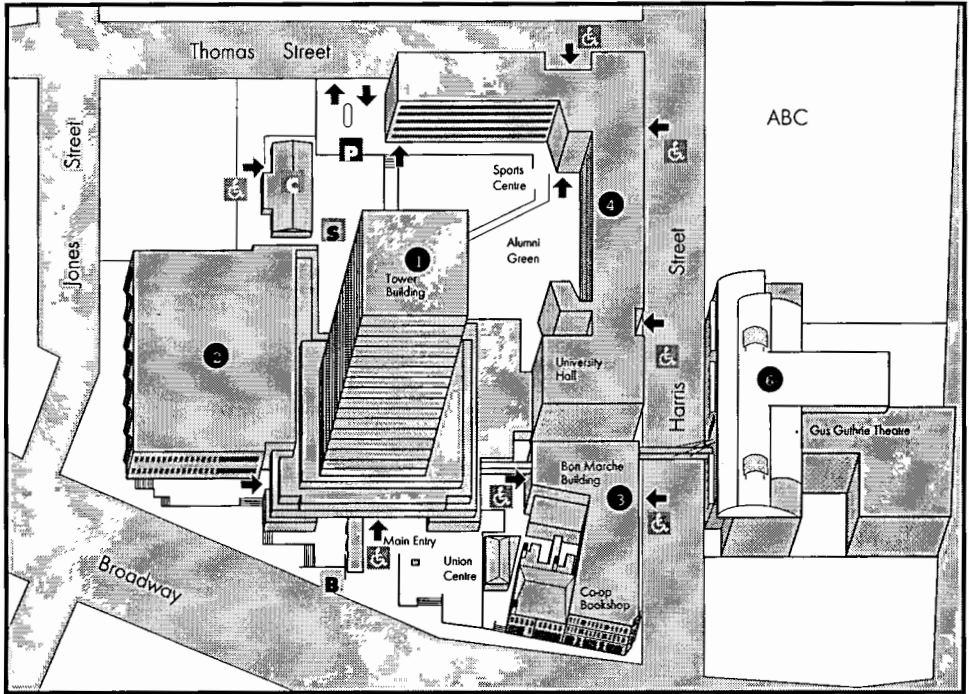 Thomas Street
ABC
P
Jones Street
C
Sports
Centre
4
S
1
Tower
Building
Alumni
Green
Harris Street
2
University
Hall
6
Gus Guthrie Theatre
Bon Marche
Building
3
Main Entry
Union
Centre
B
Broadway
Co-op
Bookshop